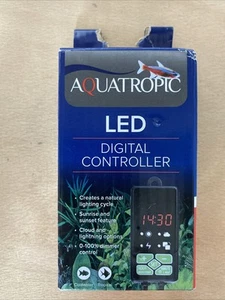 AQUATROPIC
LED
DIGITAL
CONTROLLER
• Creates a natural
lighting cycle
• Sunrise and
sunset feature
• Cloud and
lightning options
• 0-100% dimmer
control
14:30